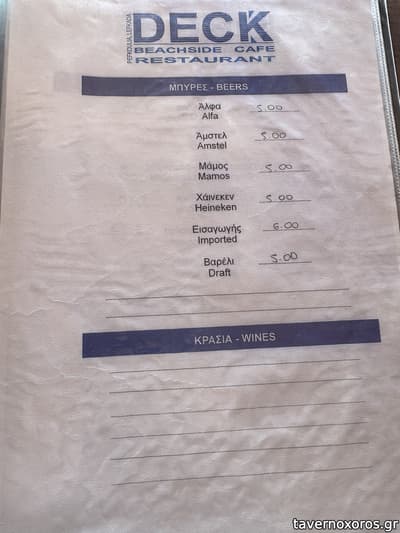 DECK
BEACHSIDE CAFE
RESTAURANT
ΜΠΥΡΕΣ - BEERS
Άλφα 5.00
Alfa
Άμστελ 5.00
Amstel
Μάμος 5.00
Mamos
Χάινεκεν 5.00
Heineken
Εισαγωγής 6.00
Imported
Βαρέλι 5.00
Draft
ΚΡΑΣΙΑ - WINES
tavernoxoros.gr